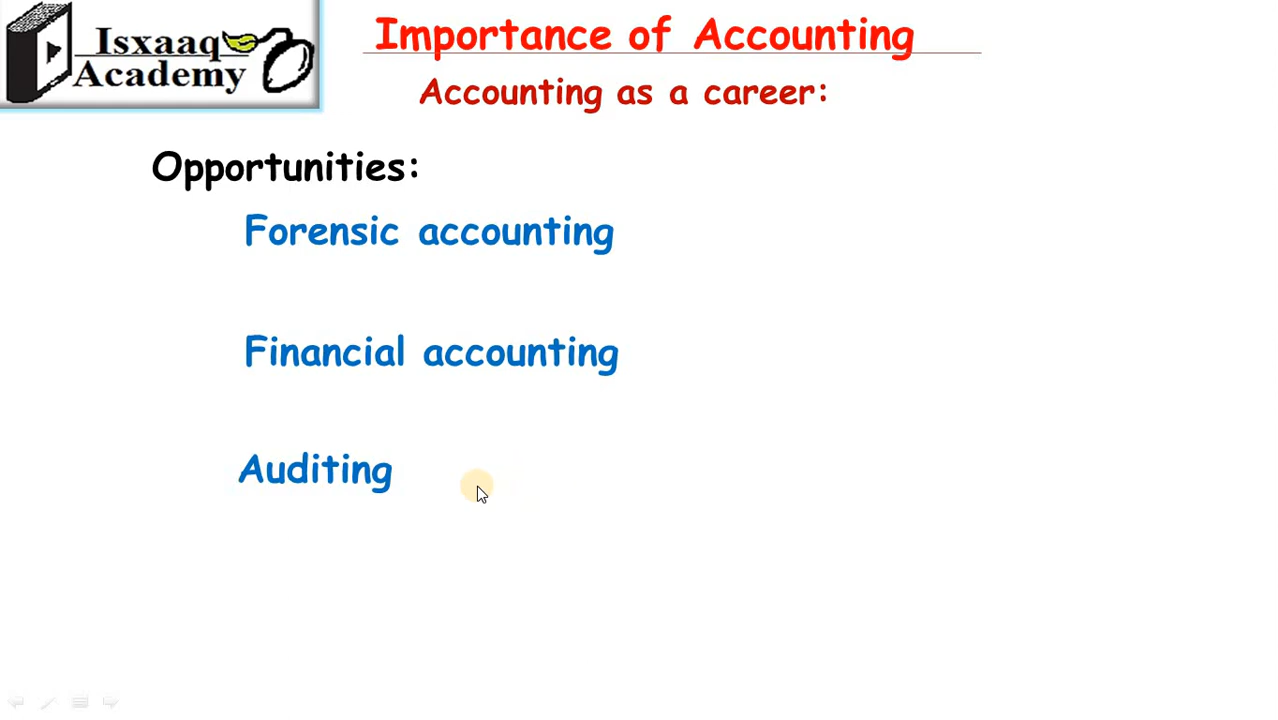 Isxaaq
Academy
Importance of Accounting
Accounting as a career:
Opportunities:
Forensic accounting
Financial accounting
Auditing